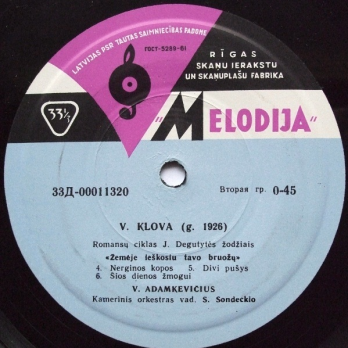 LATVIJAS PSR TAUTAS SAIMNIECĪBAS PADOME
ГОСТ-5289-61
RĪGAS
SKAŅU IERAKSTU
UN SKAŅUPLAŠU FABRIKA
33⅓
"MELODIJA"
33Д-00011320
Вторая гр. 0-45
V. KLOVA (g. 1926)
Romansų ciklas J. Degutytės žodžiais
«Žemėje ieškosiu tavo bruožų»
4. Nerginos kopos 5. Divi pušys
6. Šios dienos žmogui
V. ADAMKEVIČIUS
Kamerinis orkestras vad. S. Sondeckio